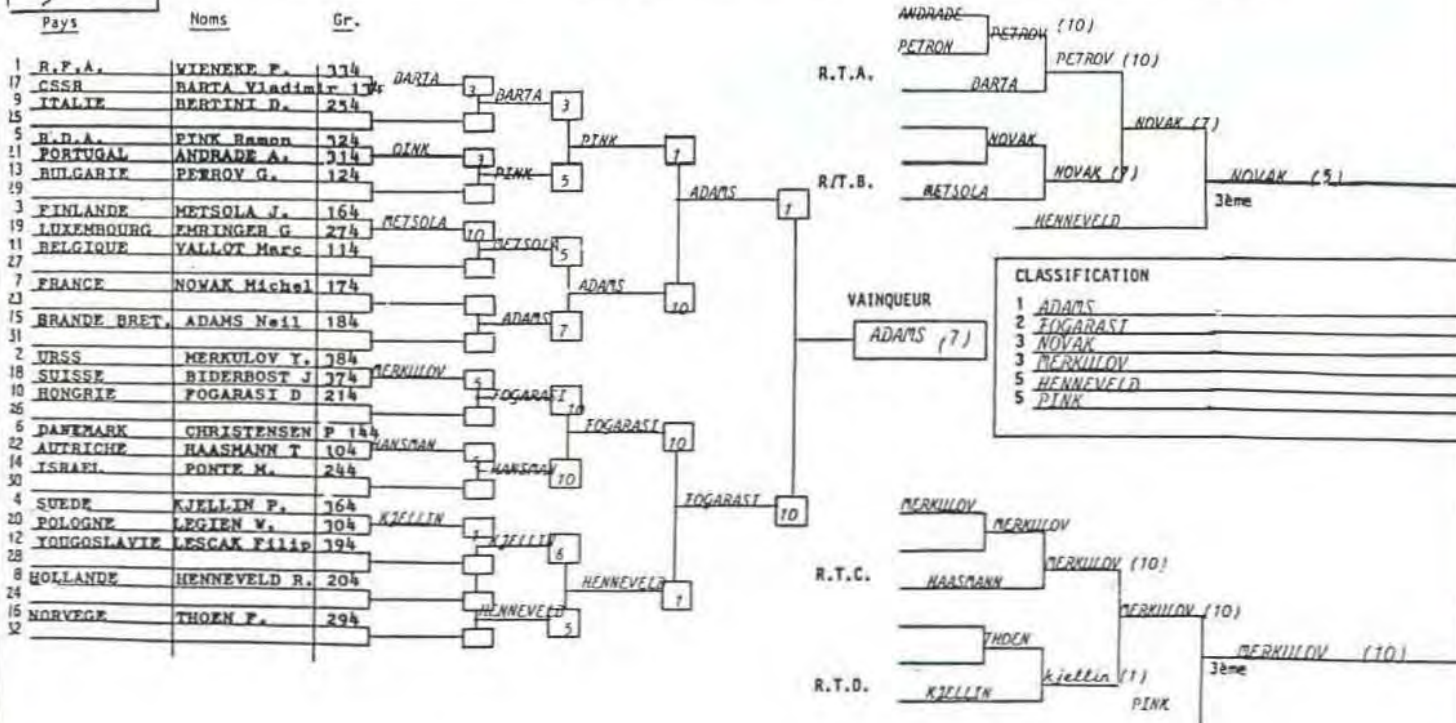 Pays Noms Gr.
1 R.F.A. WIENEKE F. 334
17 CSSR BARTA Vladimir 134
9 ITALIE BERTINI D. 254
25
5 R.D.A. PINK Ramon 324
21 PORTUGAL ANDRADE A. 314
13 BULGARIE PETROV G. 124
29
3 FINLANDE METSOLA J. 164
19 LUXEMBOURG EMRINGER G 274
11 BELGIQUE VALLOT Marc 114
27
7 FRANCE NOWAK Michel 174
23
15 BRANDE BRET. ADAMS Neil 184
31
2 URSS MERKULOV Y. 384
18 SUISSE BIDERBOST J 374
10 HONGRIE FOGARASI D 214
26
6 DANEMARK CHRISTENSEN P 144
22 AUTRICHE HAASMANN T 104
14 ISRAEL PONTE M. 244
30
4 SUEDE KJELLIN P. 364
20 POLOGNE LEGIEN W. 304
12 YOUGOSLAVIE LESCAK Filip 394
28
8 HOLLANDE HENNEVELD R. 204
24
16 NORVEGE THOEN F. 294
32
BARTA 3
OINK 3
METSOLA 10
MERKULOV 5
HANSMAN
KJELLIN 1
BARTA 3
PINK 5
METSOLA 5
ADAMS 7
FOGARASI 10
HANSMAN 10
KJELLIN 6
HENNEVELD 5
PINK 1
ADAMS 10
FOGARASI 10
HENNEVELD 1
ADAMS 1
FOGARASI 10
VAINQUEUR
ADAMS (7)
R.T.A.
ANDRADE
PETRON
PETROV (10)
BARTA
PETROV (10)
R/T.B.
NOVAK
METSOLA
NOVAK (7)
NOVAK (7)
HENNEVELD
NOVAK (5)
3ème
CLASSIFICATION
1 ADAMS
2 FOGARASI
3 NOVAK
3 MERKULOV
5 HENNEVELD
5 PINK
R.T.C.
MERKULOV
MERKULOV
HAASMANN
MERKULOV (10)
R.T.D.
THOEN
KJELLIN
kjellin (1)
MERKULOV (10)
PINK
MERKULOV (10)
3ème